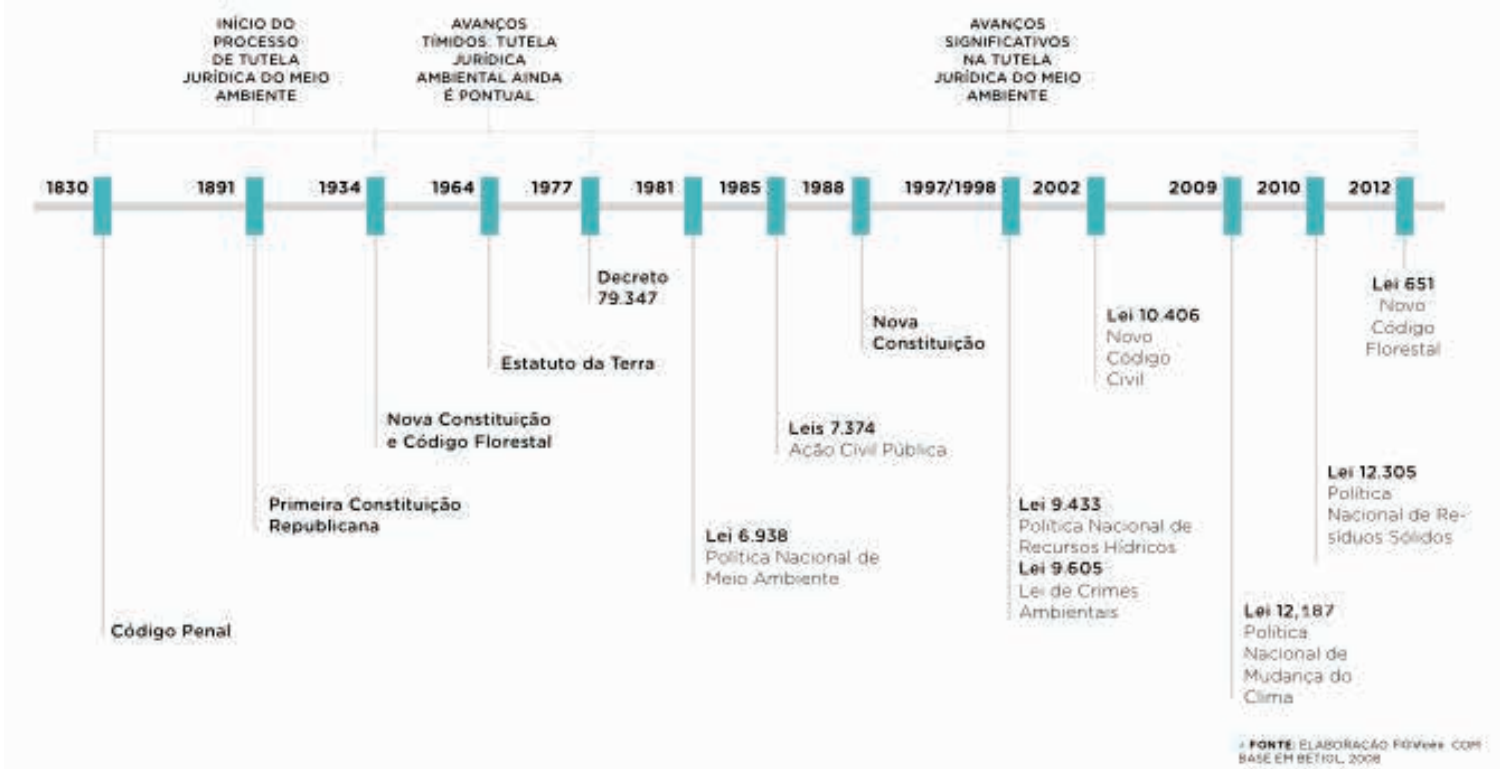 INÍCIO DO
PROCESSO
DE TUTELA
JURÍDICA DO MEIO
AMBIENTE
AVANÇOS
TÍMIDOS: TUTELA
JURÍDICA
AMBIENTAL AINDA
É PONTUAL
AVANÇOS
SIGNIFICATIVOS
NA TUTELA
JURÍDICA DO MEIO
AMBIENTE
1830
1891
1934
1964
1977
1981
1985
1988
1997/1998
2002
2009
2010
2012
Código Penal
Primeira Constituição
Republicana
Nova Constituição
e Código Florestal
Estatuto da Terra
Decreto
79.347
Lei 6.938
Política Nacional de
Meio Ambiente
Leis 7.374
Ação Civil Pública
Nova
Constituição
Lei 9.433
Política Nacional de
Recursos Hídricos
Lei 9.605
Lei de Crimes
Ambientais
Lei 10.406
Novo
Código
Civil
Lei 12,187
Política
Nacional de
Mudança do
Clima
Lei 12.305
Política
Nacional de Re-
síduos Sólidos
Lei 651
Novo
Código
Florestal
FONTE: ELABORAÇÃO COM
BASE EM BETIOL, 2008